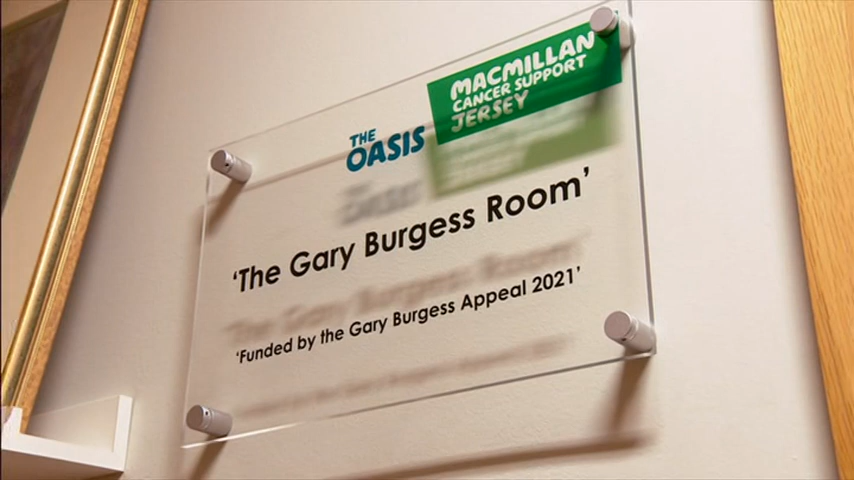 MACMILLAN
CANCER SUPPORT
JERSEY
THE
OASIS
‘The Gary Burgess Room’
‘Funded by the Gary Burgess Appeal 2021’